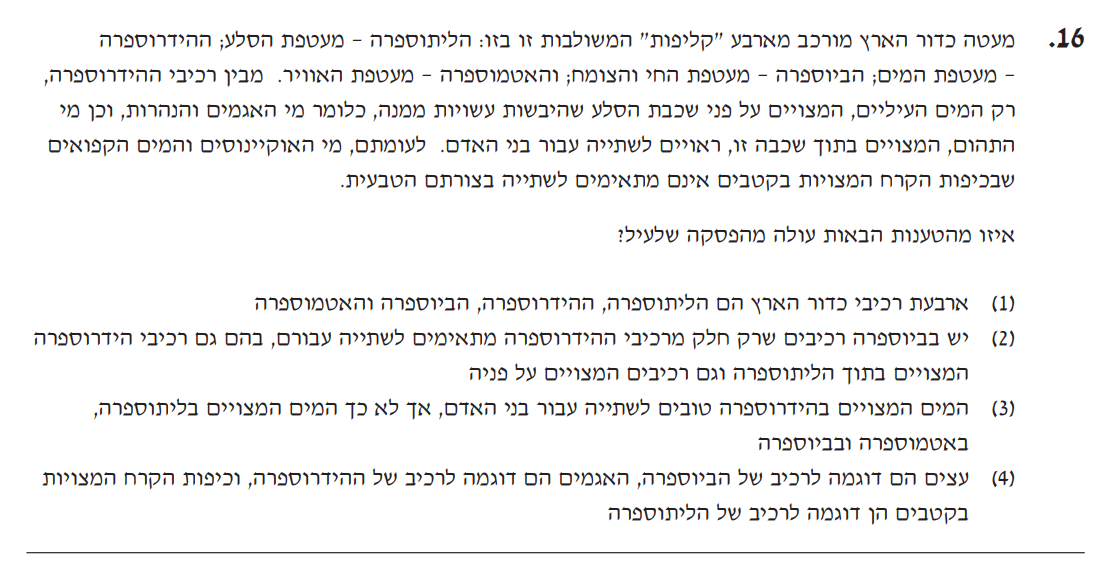 16. מעטה כדור הארץ מורכב מארבע "קליפות" המשולבות זו בזו: הליתוספרה – מעטפת הסלע; ההידרוספרה
– מעטפת המים; הביוספרה – מעטפת החי והצומח; והאטמוספרה – מעטפת האוויר. מבין רכיבי ההידרוספרה,
רק המים העיליים, המצויים על פני שכבת הסלע שהיבשות עשויות ממנה, כלומר מי האגמים והנהרות, וכן מי
התהום, המצויים בתוך שכבה זו, ראויים לשתייה עבור בני האדם. לעומתם, מי האוקיינוסים והמים הקפואים
שבכיפות הקרח המצויות בקטבים אינם מתאימים לשתייה בצורתם הטבעית.
איזו מהטענות הבאות עולה מהפסקה שלעיל?
(1) ארבעת רכיבי כדור הארץ הם הליתוספרה, ההידרוספרה, הביוספרה והאטמוספרה
(2) יש בביוספרה רכיבים שרק חלק מרכיבי ההידרוספרה מתאימים לשתייה עבורם, בהם גם רכיבי הידרוספרה
המצויים בתוך הליתוספרה וגם רכיבים המצויים על פניה
(3) המים המצויים בהידרוספרה טובים לשתייה עבור בני האדם, אך לא כך המים המצויים בליתוספרה,
באטמוספרה ובביוספרה
(4) עצים הם דוגמה לרכיב של הביוספרה, האגמים הם דוגמה לרכיב של ההידרוספרה, וכיפות הקרח המצויות
בקטבים הן דוגמה לרכיב של הליתוספרה